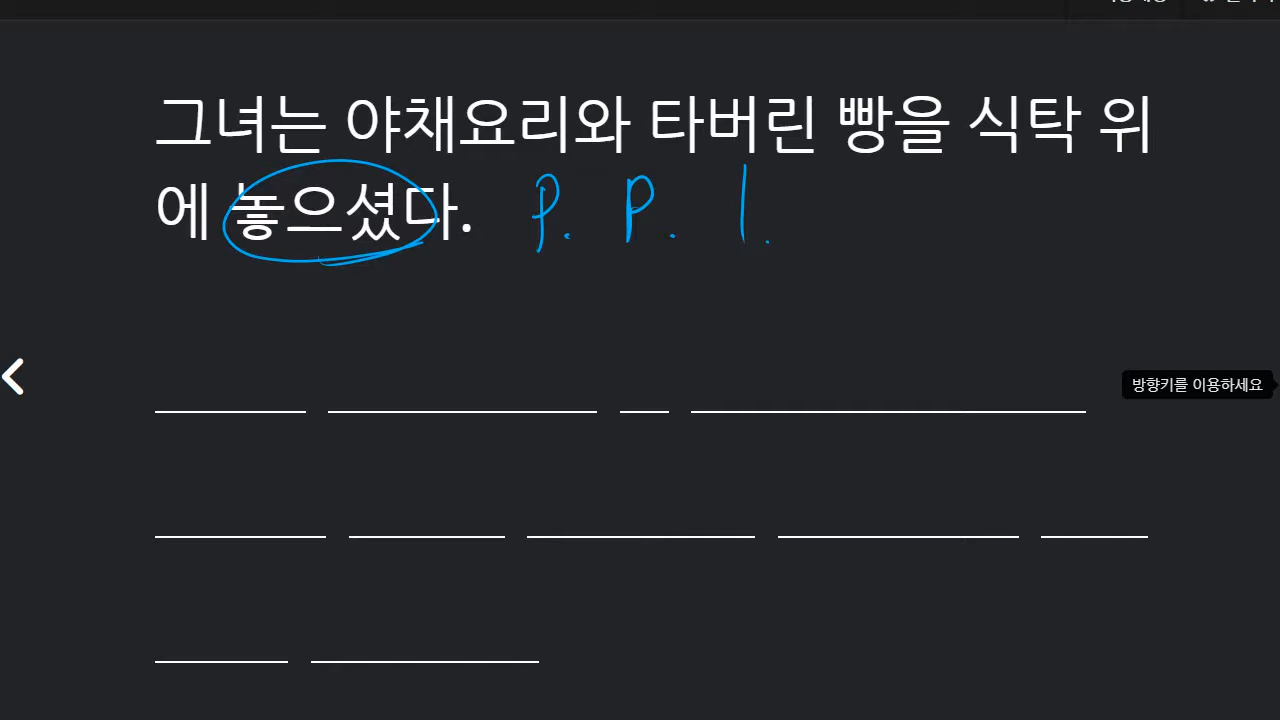 그녀는 야채요리와 타버린 빵을 식탁 위
에 놓으셨다. P. P. l.
방향키를 이용하세요